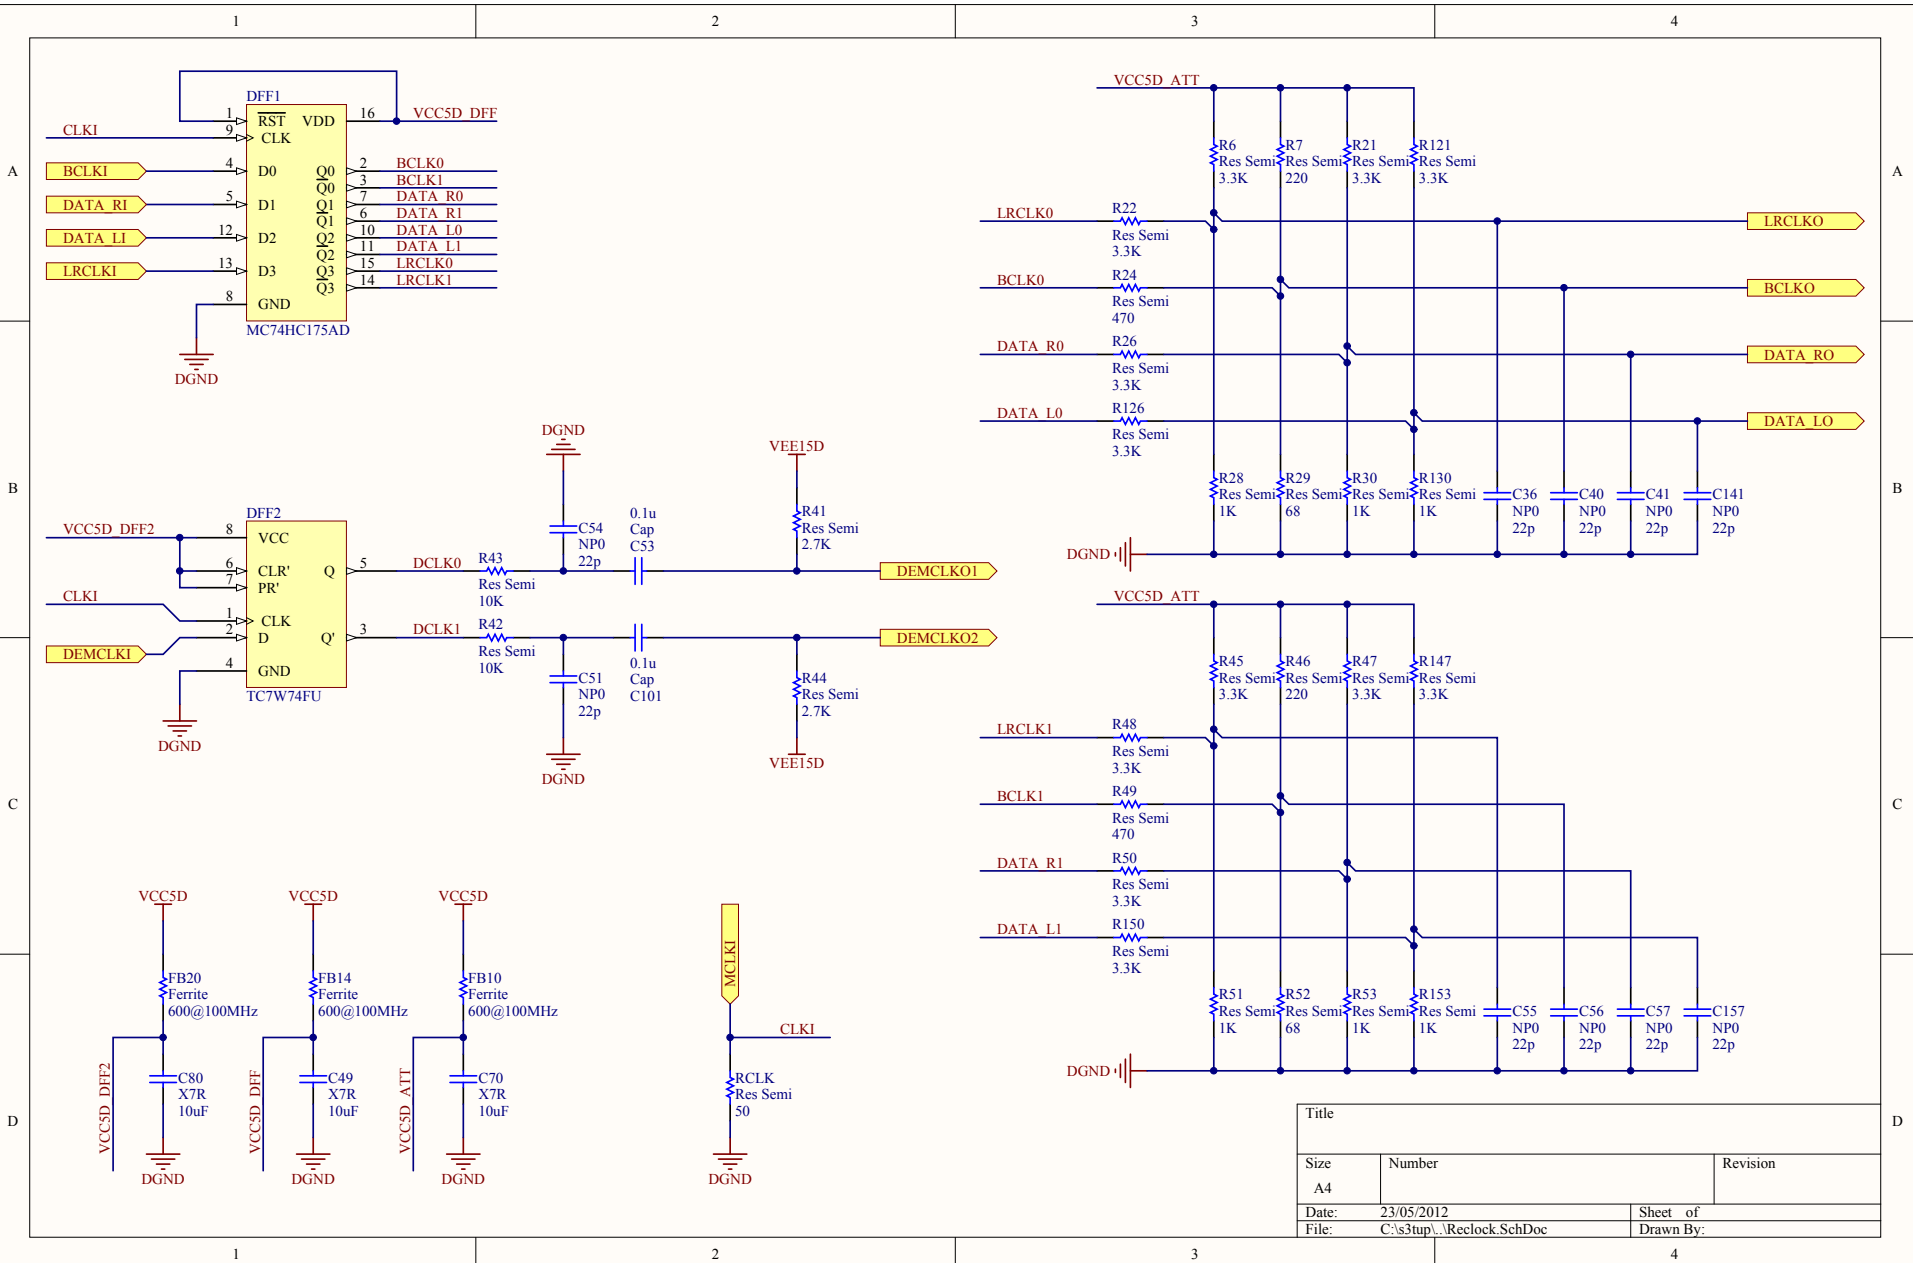 1 2 3 4
A
DFF1
1 RST VDD 16 VCC5D_DFF
CLKI 9 CLK
BCLKI 4 D0 Q0 2 BCLK0
Q0 3 BCLK1
DATA_RI 5 D1 Q1 7 DATA_R0
Q1 6 DATA_R1
DATA_LI 12 D2 Q2 10 DATA_L0
Q2 11 DATA_L1
LRCLKI 13 D3 Q3 15 LRCLK0
Q3 14 LRCLK1
8 GND
MC74HC175AD
DGND
VCC5D_ATT
R6 R7 R21 R121
Res Semi Res Semi Res Semi Res Semi
3.3K 220 3.3K 3.3K
A
LRCLK0 R22 LRCLKO
Res Semi
3.3K
BCLK0 R24 BCLKO
Res Semi
470
DATA_R0 R26 DATA_RO
Res Semi
3.3K
DATA_L0 R126 DATA_LO
Res Semi
3.3K
R28 R29 R30 R130
Res Semi Res Semi Res Semi Res Semi
1K 68 1K 1K
C36 C40 C41 C141
NP0 NP0 NP0 NP0
22p 22p 22p 22p
DGND
B
B
DFF2
VCC5D_DFF2 8 VCC
6 CLR' Q 5 DCLK0
7 PR'
CLKI 1 CLK
DEMCLKI 2 D Q' 3 DCLK1
4 GND
TC7W74FU
DGND
R43
Res Semi
10K
R42
Res Semi
10K
DGND
C54
NP0
22p
0.1u
Cap
C53
VEE15D
R41
Res Semi
2.7K
DEMCLKO1
DEMCLKO2
C51
NP0
22p
DGND
0.1u
Cap
C101
R44
Res Semi
2.7K
VEE15D
C
VCC5D_ATT
R45 R46 R47 R147
Res Semi Res Semi Res Semi Res Semi
3.3K 220 3.3K 3.3K
LRCLK1 R48
Res Semi
3.3K
BCLK1 R49
Res Semi
470
DATA_R1 R50
Res Semi
3.3K
DATA_L1 R150
Res Semi
3.3K
R51 R52 R53 R153
Res Semi Res Semi Res Semi Res Semi
1K 68 1K 1K
C55 C56 C57 C157
NP0 NP0 NP0 NP0
22p 22p 22p 22p
DGND
C
VCC5D VCC5D VCC5D
FB20 FB14 FB10
Ferrite Ferrite Ferrite
600@100MHz 600@100MHz 600@100MHz
VCC5D_DFF2 VCC5D_DFF VCC5D_ATT
C80 C49 C70
X7R X7R X7R
10uF 10uF 10uF
DGND DGND DGND
MCLKI
CLKI
RCLK
Res Semi
50
DGND
D
D
Title
Size Number Revision
A4
Date: 23/05/2012 Sheet of
File: C:\s3tup\..\Reclock.SchDoc Drawn By:
1 2 3 4